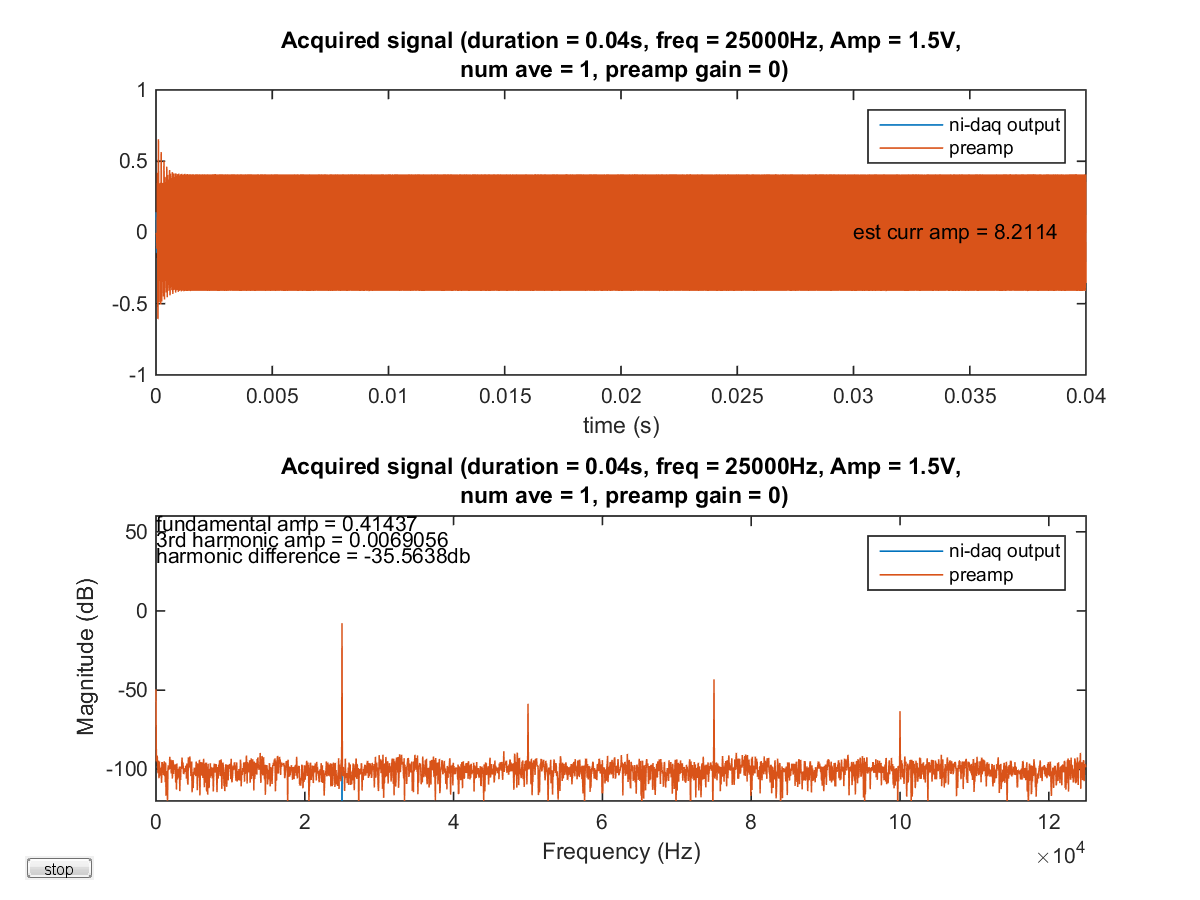 Acquired signal (duration = 0.04s, freq = 25000Hz, Amp = 1.5V,
num ave = 1, preamp gain = 0)
1
0.5
0
-0.5
-1
ni-daq output
preamp
est curr amp = 8.2114
0 0.005 0.01 0.015 0.02 0.025 0.03 0.035 0.04
time (s)
Acquired signal (duration = 0.04s, freq = 25000Hz, Amp = 1.5V,
num ave = 1, preamp gain = 0)
fundamental amp = 0.41437
3rd harmonic amp = 0.0069056
harmonic difference = -35.5638db
ni-daq output
preamp
Magnitude (dB)
50
0
-50
-100
0 2 4 6 8 10 12
Frequency (Hz)
×10^4
stop